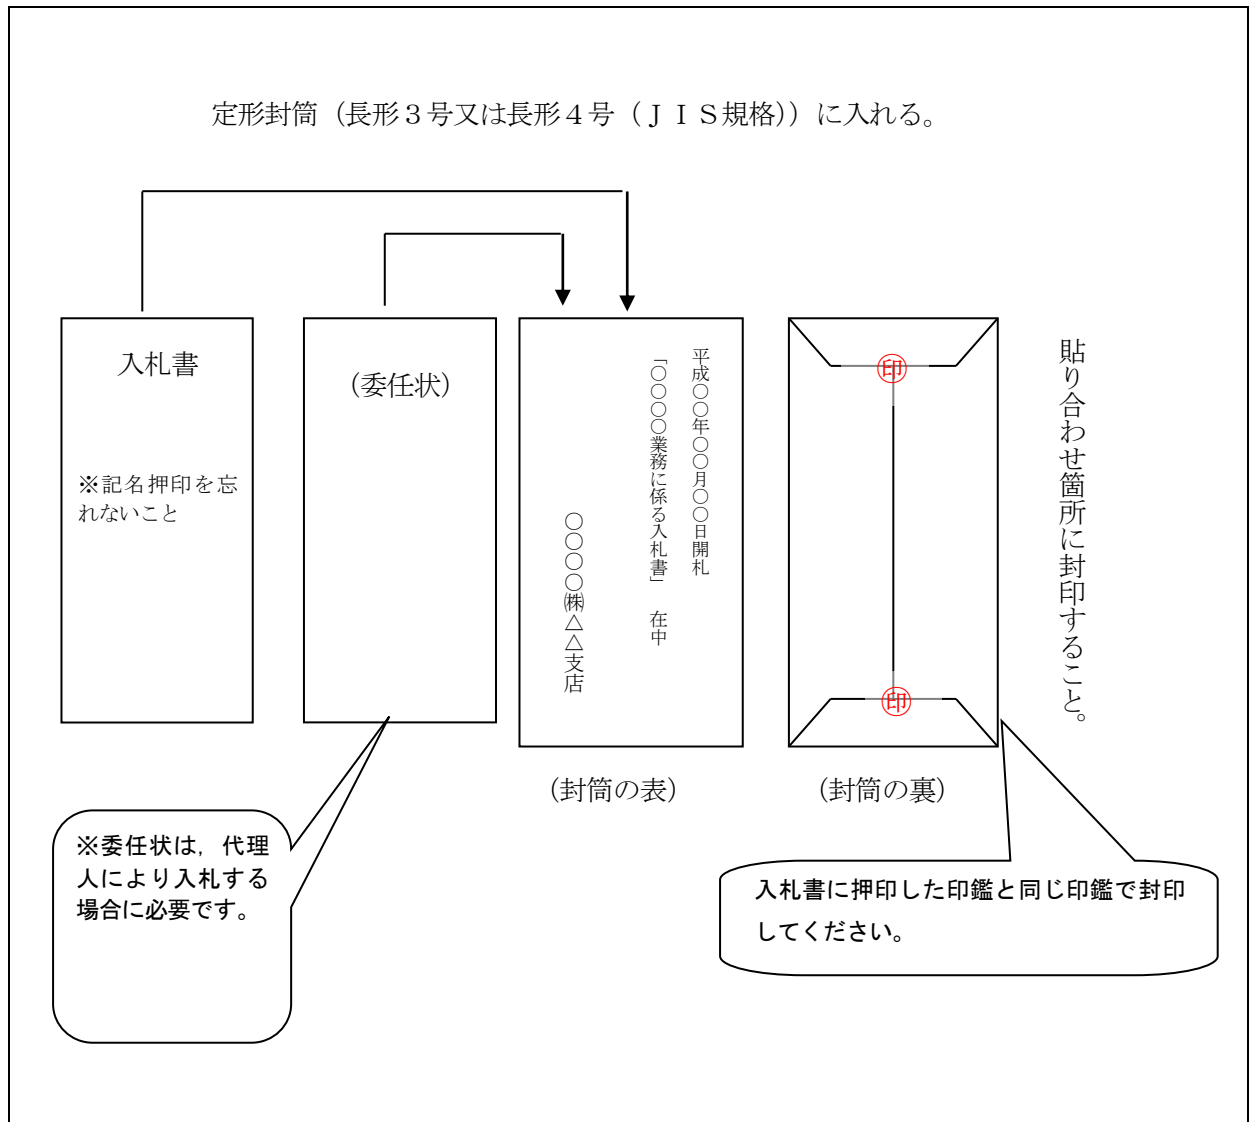 定形封筒（長形３号又は長形４号（ＪＩＳ規格））に入れる。
入札書
※記名押印を忘
れないこと
（委任状）
平成〇〇年〇〇月〇〇日開札
「〇〇〇〇業務に係る入札書」　在中
〇〇〇〇㈱△△支店
印
印
貼り合わせ箇所に封印すること。
（封筒の表）
（封筒の裏）
※委任状は，代理
人により入札する
場合に必要です。
入札書に押印した印鑑と同じ印鑑で封印
してください。